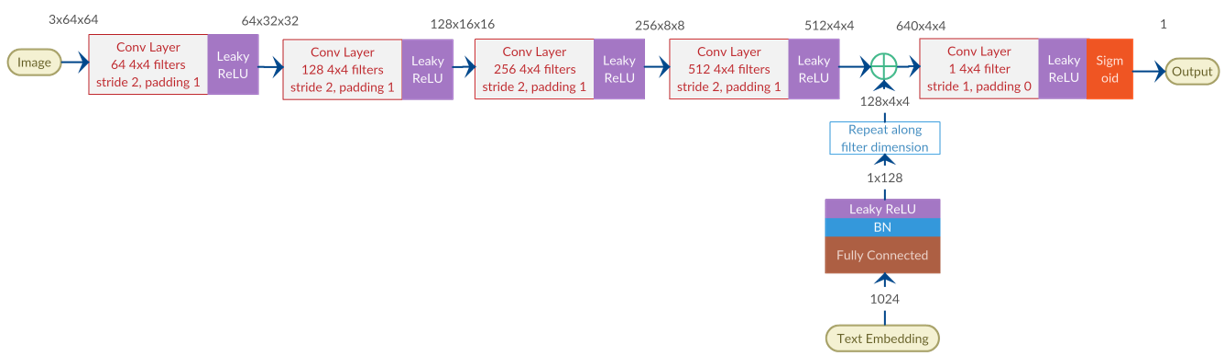 3x64x64
64x32x32
128x16x16
256x8x8
512x4x4
640x4x4
1
Image
Conv Layer
64 4x4 filters
stride 2, padding 1
Leaky
ReLU
Conv Layer
128 4x4 filters
stride 2, padding 1
Leaky
ReLU
Conv Layer
256 4x4 filters
stride 2, padding 1
Leaky
ReLU
Conv Layer
512 4x4 filters
stride 2, padding 1
Leaky
ReLU
Conv Layer
1 4x4 filter
stride 1, padding 0
Leaky
ReLU
Sigm
oid
Output
128x4x4
Repeat along
filter dimension
1x128
Leaky ReLU
BN
Fully Connected
1024
Text Embedding